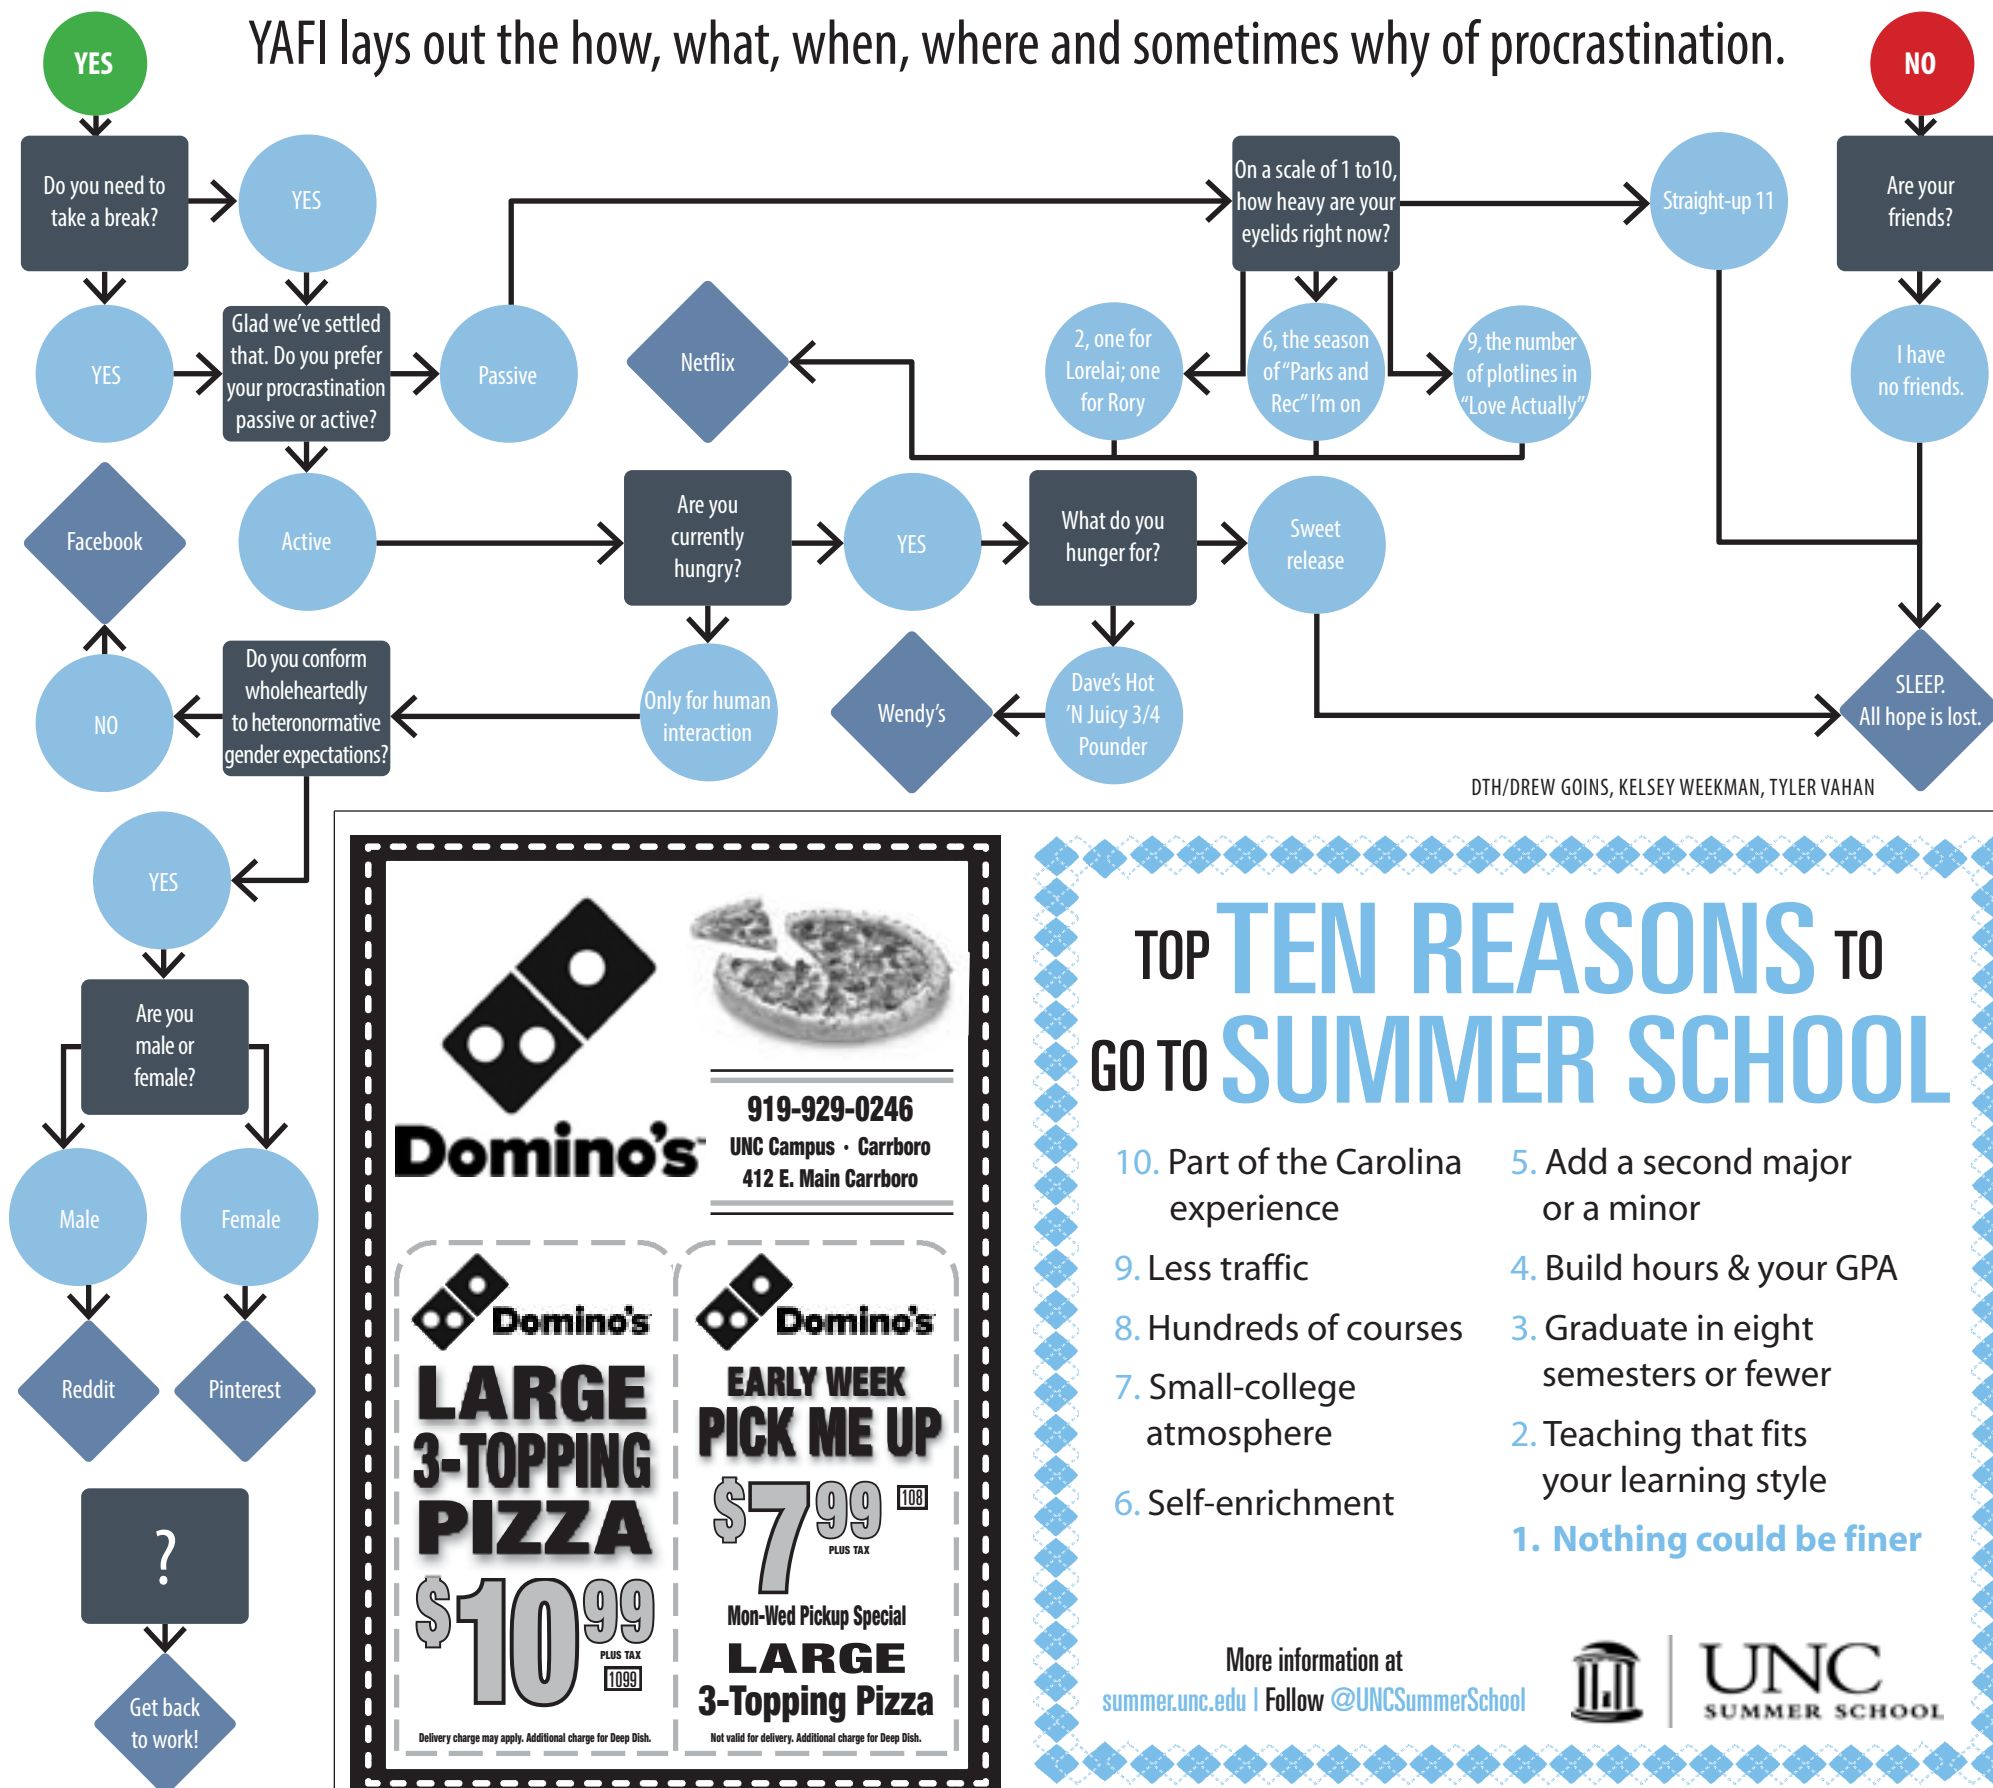 YAFI lays out the how, what, when, where and sometimes why of procrastination.
YES
NO
Do you need to
take a break?
YES
YES
Glad we've settled
that. Do you prefer
your procrastination
passive or active?
Passive
On a scale of 1 to10,
how heavy are your
eyelids right now?
Straight-up 11
Are your
friends?
I have
no friends.
Netflix
2, one for
Lorelai; one
for Rory
6, the season
of “Parks and
Rec” I'm on
9, the number
of plotlines in
“Love Actually”
Facebook
Active
Are you
currently
hungry?
YES
What do you
hunger for?
Sweet
release
NO
Do you conform
wholeheartedly
to heteronormative
gender expectations?
Only for human
interaction
Wendy's
Dave's Hot
'N Juicy 3/4
Pounder
SLEEP.
All hope is lost.
DTH/DREW GOINS, KELSEY WEEKMAN, TYLER VAHAN
YES
Are you
male or
female?
Male
Female
Reddit
Pinterest
?
Get back
to work!
Domino's
919-929-0246
UNC Campus · Carrboro
412 E. Main Carrboro
Domino's
LARGE
3-TOPPING
PIZZA
$10 99
PLUS TAX
1099
Delivery charge may apply. Additional charge for Deep Dish.
Domino's
EARLY WEEK
PICK ME UP
$7 99
108
PLUS TAX
Mon-Wed Pickup Special
LARGE
3-Topping Pizza
Not valid for delivery. Additional charge for Deep Dish.
TOP TEN REASONS TO
GO TO SUMMER SCHOOL
10. Part of the Carolina
experience
9. Less traffic
8. Hundreds of courses
7. Small-college
atmosphere
6. Self-enrichment
5. Add a second major
or a minor
4. Build hours & your GPA
3. Graduate in eight
semesters or fewer
2. Teaching that fits
your learning style
1. Nothing could be finer
More information at
summer.unc.edu | Follow @UNCSummerSchool
UNC
SUMMER SCHOOL